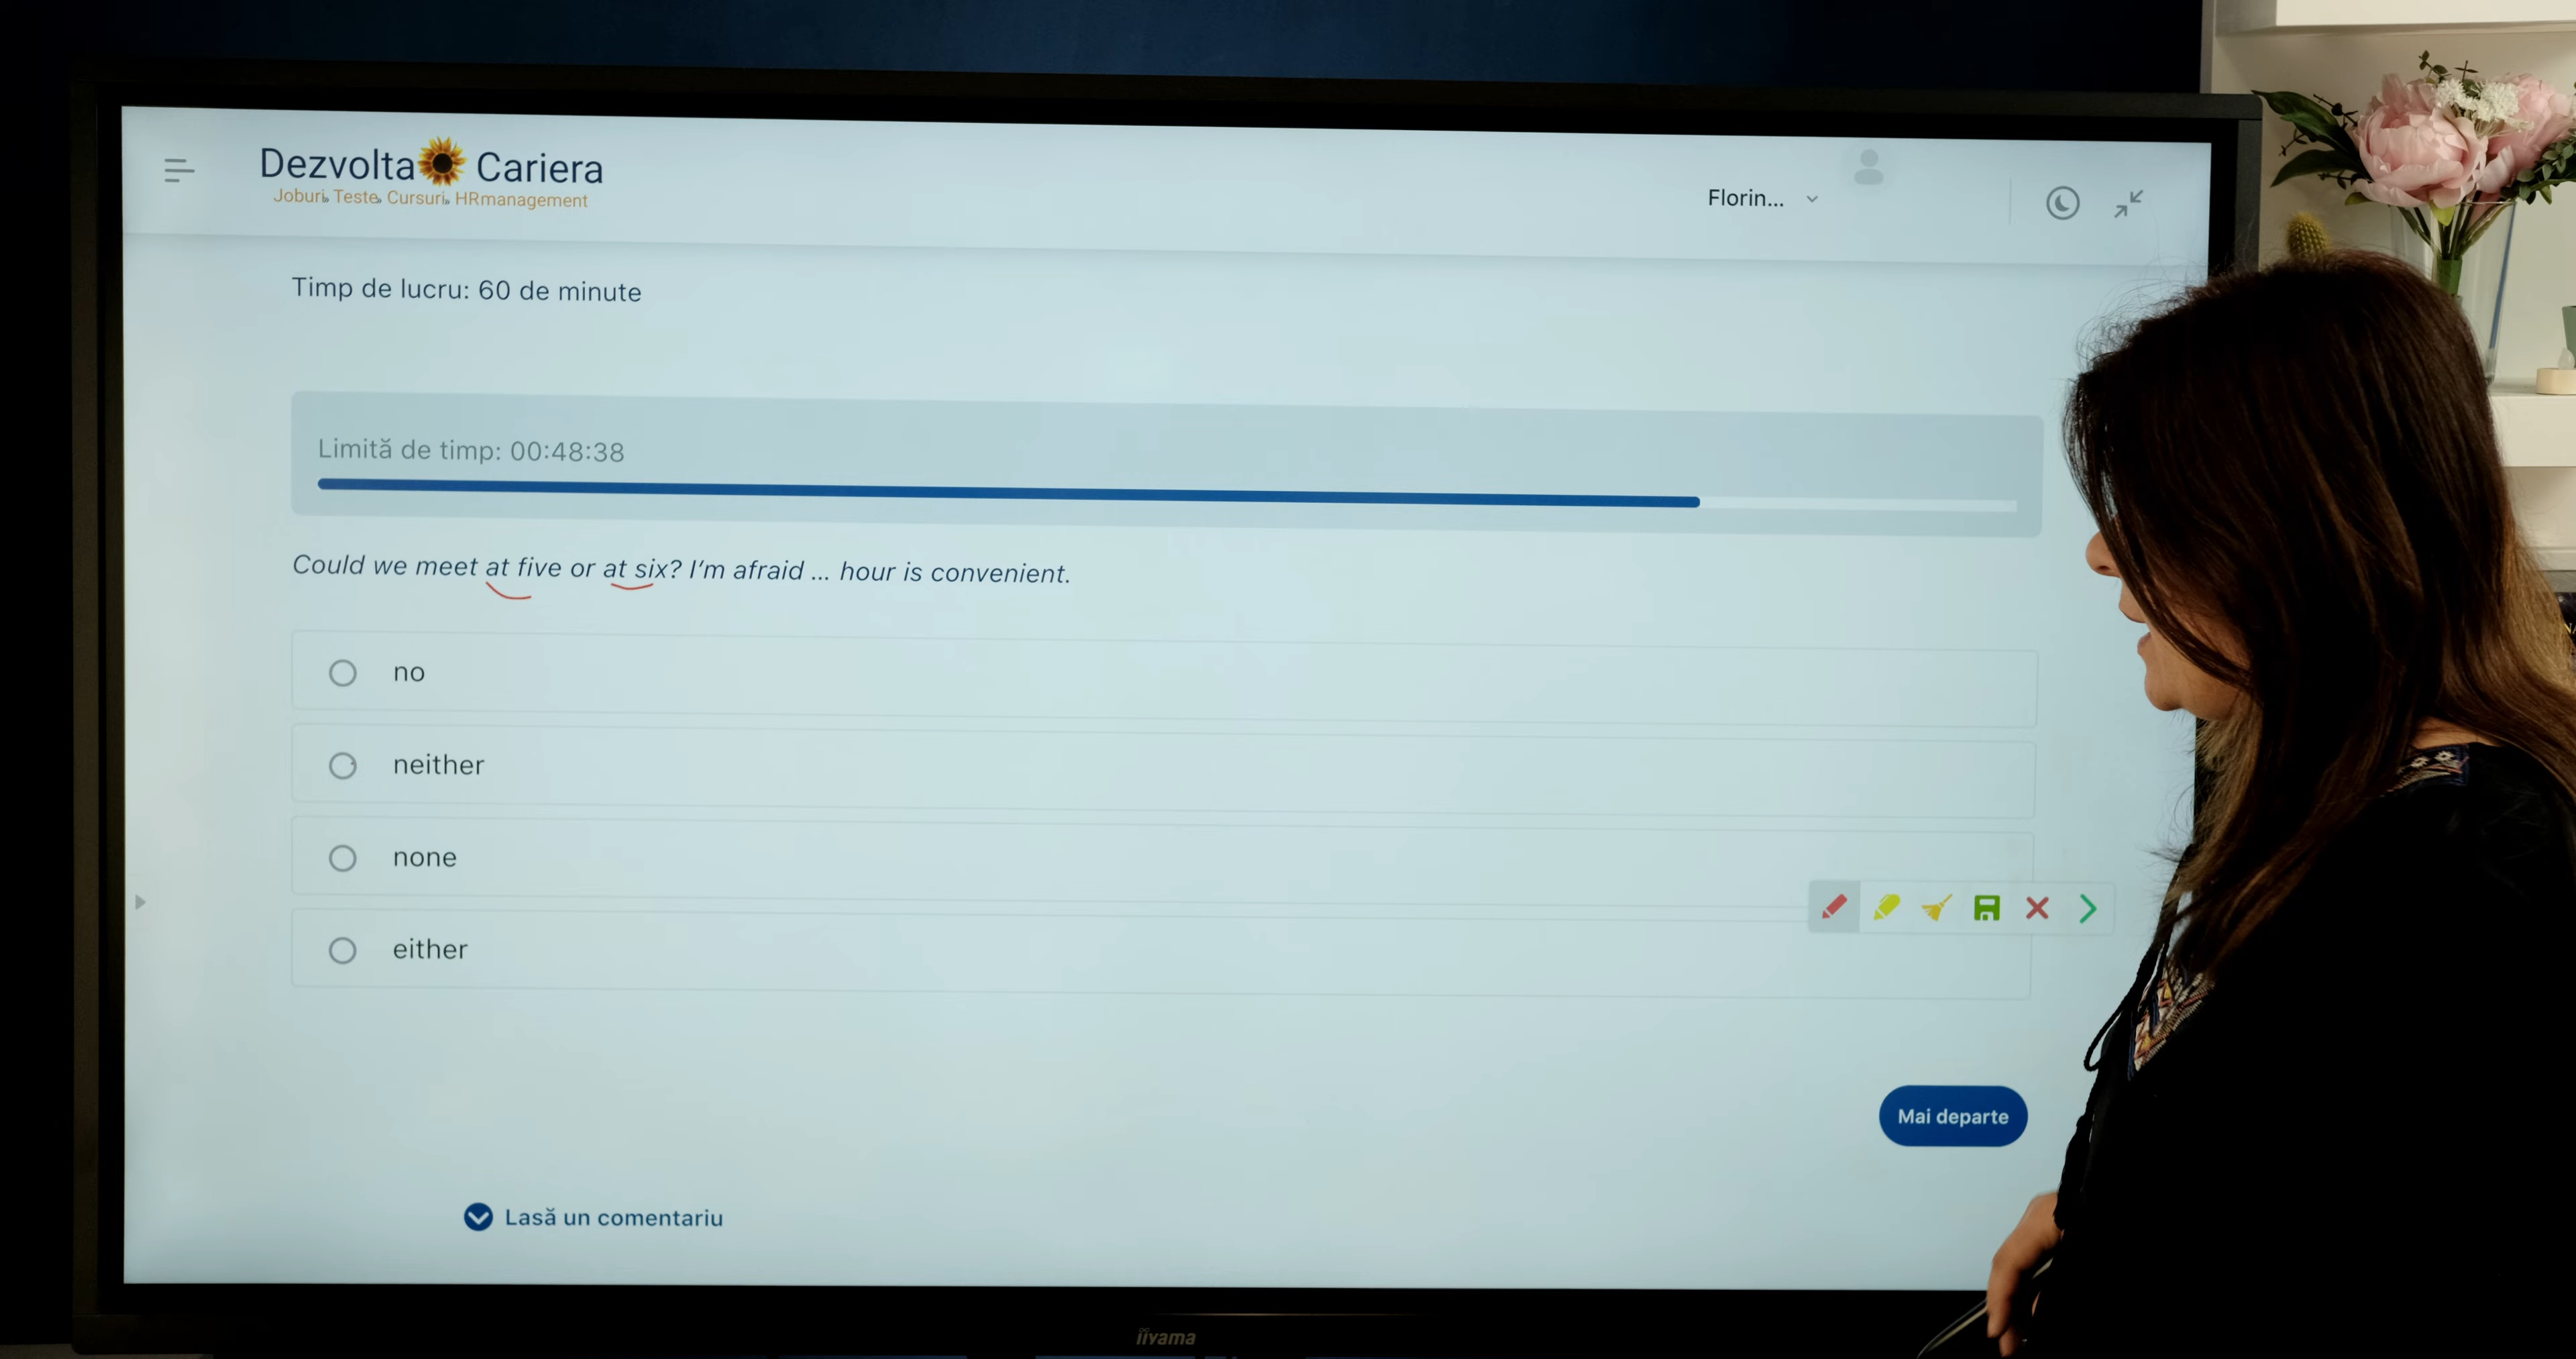 Dezvolta Cariera
Joburi, Teste, Cursuri, HRmanagement
Florin...
Timp de lucru: 60 de minute
Limită de timp: 00:48:38
Could we meet at five or at six? I'm afraid ... hour is convenient.
no
neither
none
either
Mai departe
Lasă un comentariu
iiyama